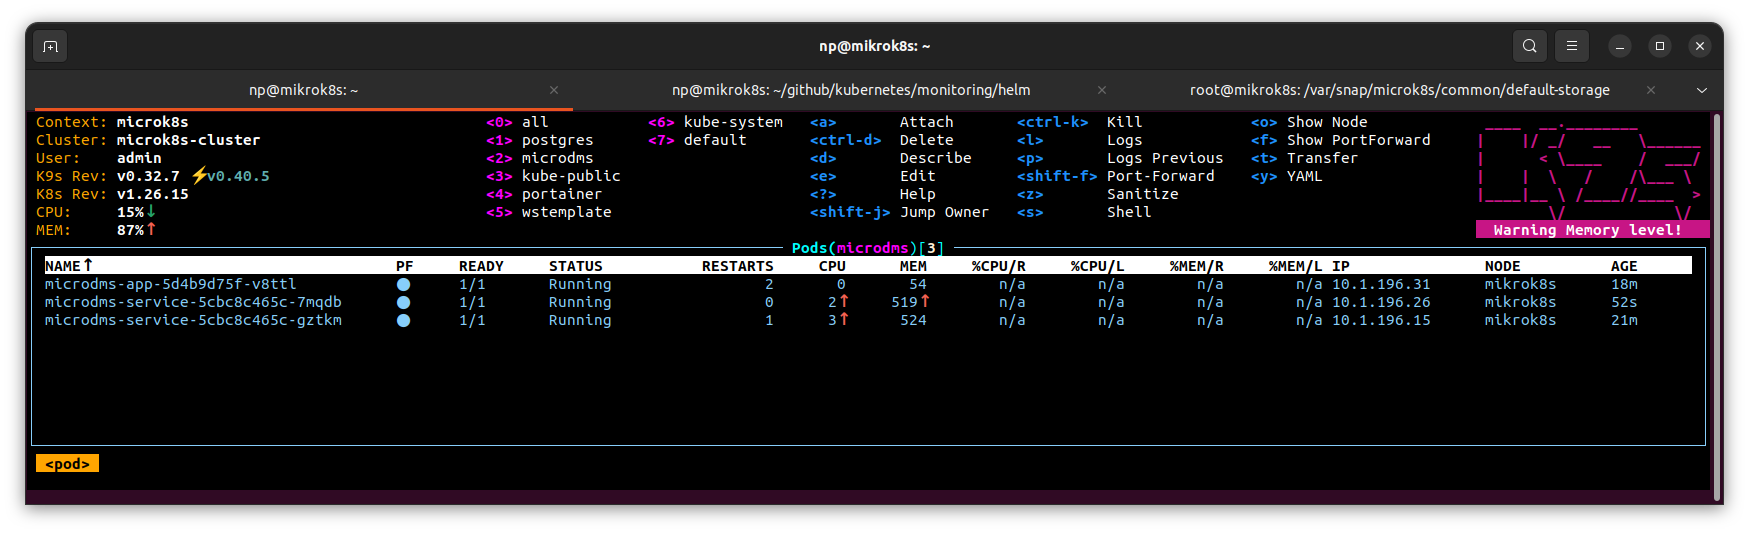 np@mikrok8s: ~
np@mikrok8s: ~ np@mikrok8s: ~/github/kubernetes/monitoring/helm root@mikrok8s: /var/snap/microk8s/common/default-storage
Context: microk8s <0> all <6> kube-system <a> Attach <ctrl-k> Kill <o> Show Node
Cluster: microk8s-cluster <1> postgres <7> default <ctrl-d> Delete <l> Logs <f> Show PortForward
User: admin <2> microdms <d> Describe <p> Logs Previous <t> Transfer
K9s Rev: v0.32.7 ⚡v0.40.5 <3> kube-public <e> Edit <shift-f> Port-Forward <y> YAML
K8s Rev: v1.26.15 <4> portainer <?> Help <z> Sanitize
CPU: 15%↓ <5> wstemplate <shift-j> Jump Owner <s> Shell
MEM: 87%↑ Warning Memory level!
Pods(microdms)[3]
NAME↑ PF READY STATUS RESTARTS CPU MEM %CPU/R %CPU/L %MEM/R %MEM/L IP NODE AGE
microdms-app-5d4b9d75f-v8ttl ● 1/1 Running 2 0 54 n/a n/a n/a n/a 10.1.196.31 mikrok8s 18m
microdms-service-5cbc8c465c-7mqdb ● 1/1 Running 0 2↑ 519↑ n/a n/a n/a n/a 10.1.196.26 mikrok8s 52s
microdms-service-5cbc8c465c-gztkm ● 1/1 Running 1 3↑ 524 n/a n/a n/a n/a 10.1.196.15 mikrok8s 21m
<pod>